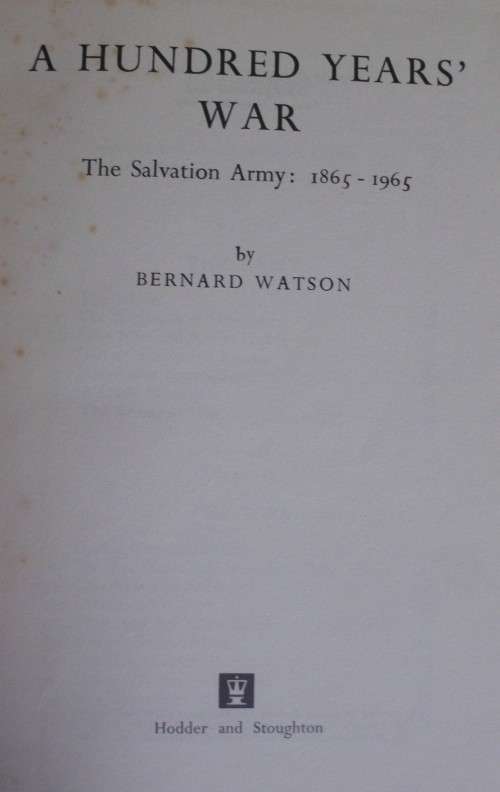 A HUNDRED YEARS'
WAR
The Salvation Army: 1865 - 1965
by
BERNARD WATSON
Hodder and Stoughton